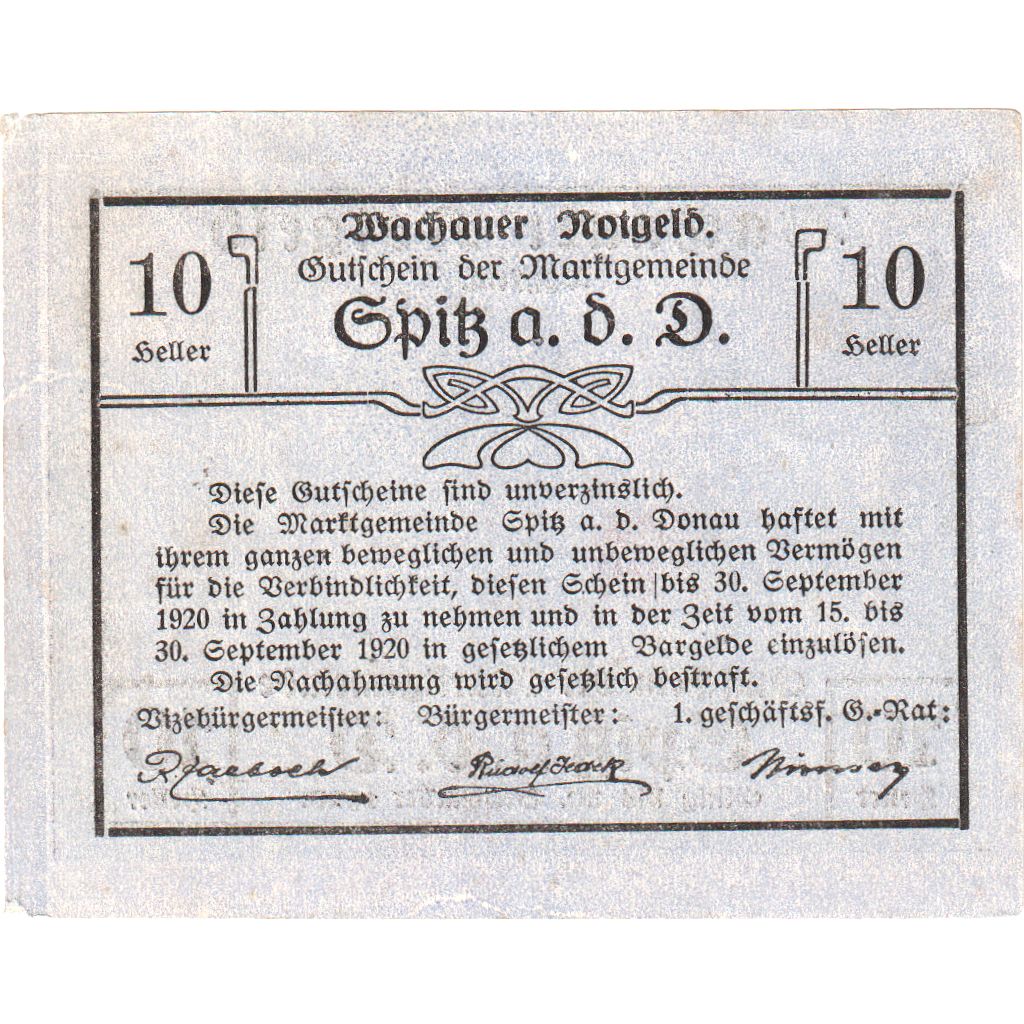 Wachauer Notgeld.
Gutschein der Marktgemeinde
Spitz a. d. D.
10
Heller
10
Heller
Diese Gutscheine sind unverzinslich.
Die Marktgemeinde Spitz a. d. Donau haftet mit
ihrem ganzen beweglichen und unbeweglichen Vermögen
für die Verbindlichkeit, diesen Schein bis 30. September
1920 in Zahlung zu nehmen und in der Zeit vom 15. bis
30. September 1920 in gesetzlichem Bargelde einzulösen.
Die Nachahmung wird gesetzlich bestraft.
Vizebürgermeister: Bürgermeister: 1. geschäftsf. G.-Rat:
Rudolf